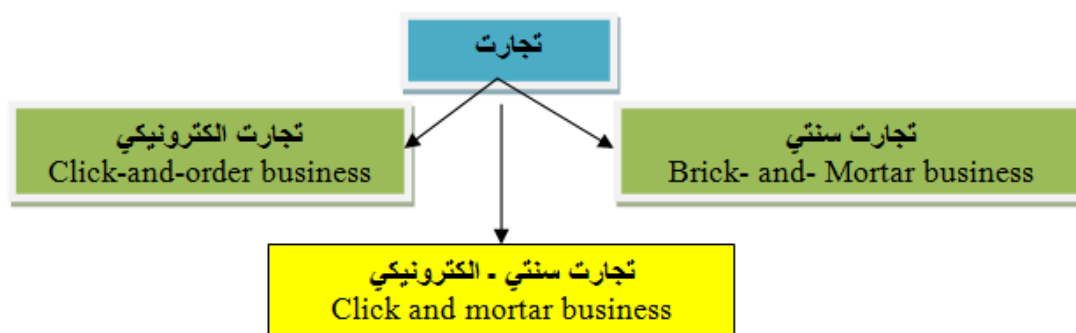 تجارت
تجارت سنتي
Brick- and- Mortar business
تجارت الكترونيكي
Click-and-order business
تجارت سنتي - الكترونيكي
Click and mortar business